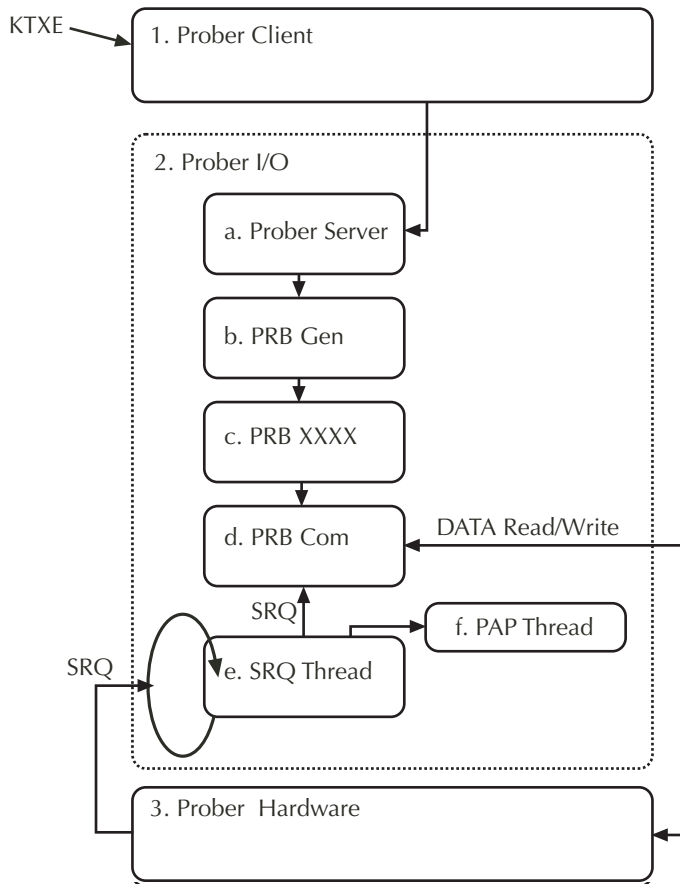 KTXE
1. Prober Client
2. Prober I/O
a. Prober Server
b. PRB Gen
c. PRB XXXX
d. PRB Com
DATA Read/Write
SRQ
f. PAP Thread
SRQ
e. SRQ Thread
3. Prober Hardware